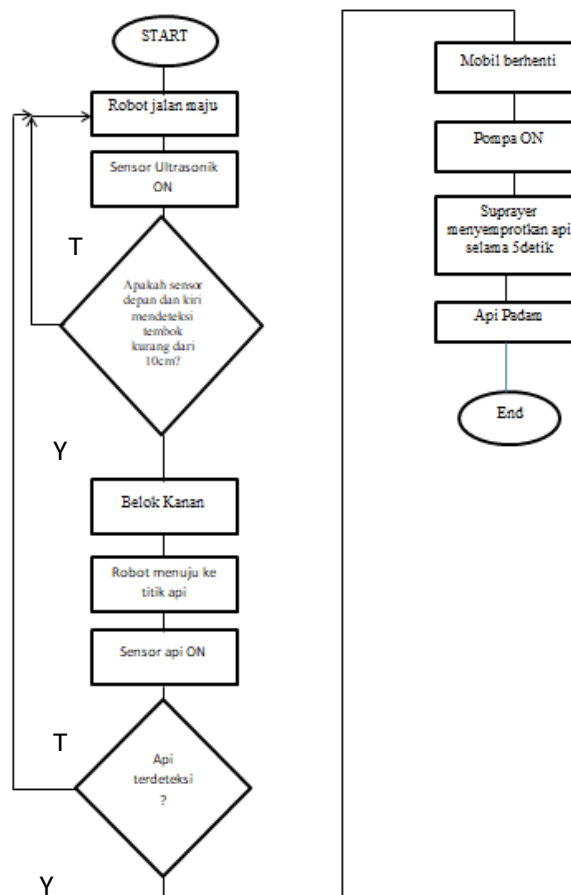 START
Robot jalan maju
Sensor Ultrasonik
ON
T
Apakah sensor
depan dan kiri
mendeteksi
tembok
kurang dari
10cm?
Y
Belok Kanan
Robot menuju ke
titik api
Sensor api ON
T
Api
terdeteksi
?
Y
Mobil berhenti
Pompa ON
Suprayer
menyemprotkan api
selama 5detik
Api Padam
End